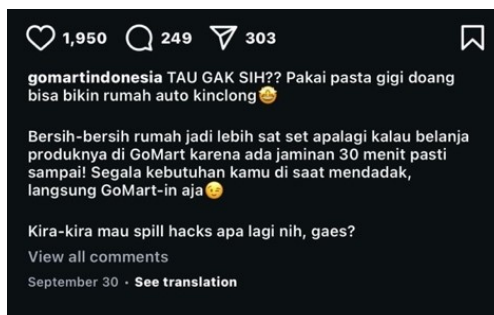 1,950 249 303
gomartindonesia TAU GAK SIH?? Pakai pasta gigi doang
bisa bikin rumah auto kinclong🤩
Bersih-bersih rumah jadi lebih sat set apalagi kalau belanja
produknya di GoMart karena ada jaminan 30 menit pasti
sampai! Segala kebutuhan kamu di saat mendadak,
langsung GoMart-in aja😉
Kira-kira mau spill hacks apa lagi nih, gaes?
View all comments
September 30 · See translation